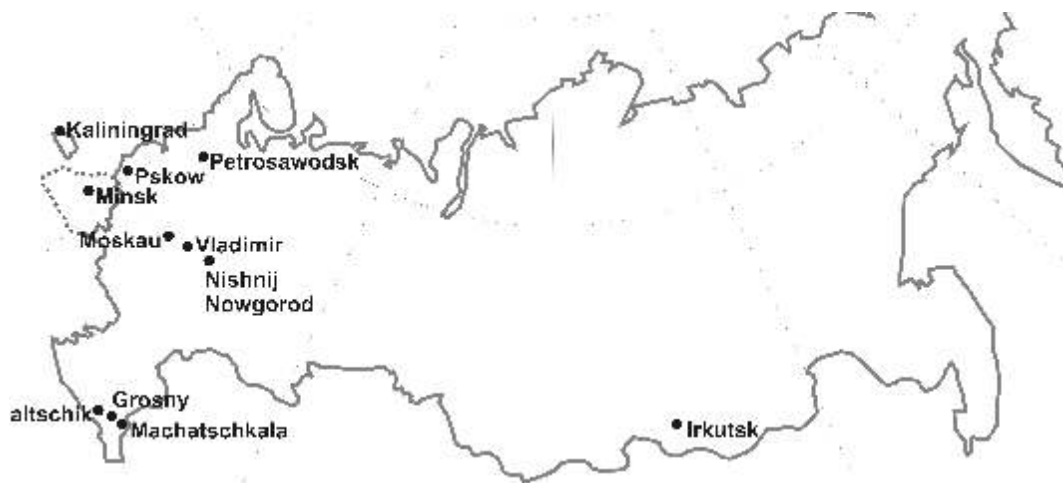 Kaliningrad
Petrosawodsk
Pskow
Minsk
Moskau
Vladimir
Nishnij
Nowgorod
Grosny
altschik
Machatschkala
Irkutsk